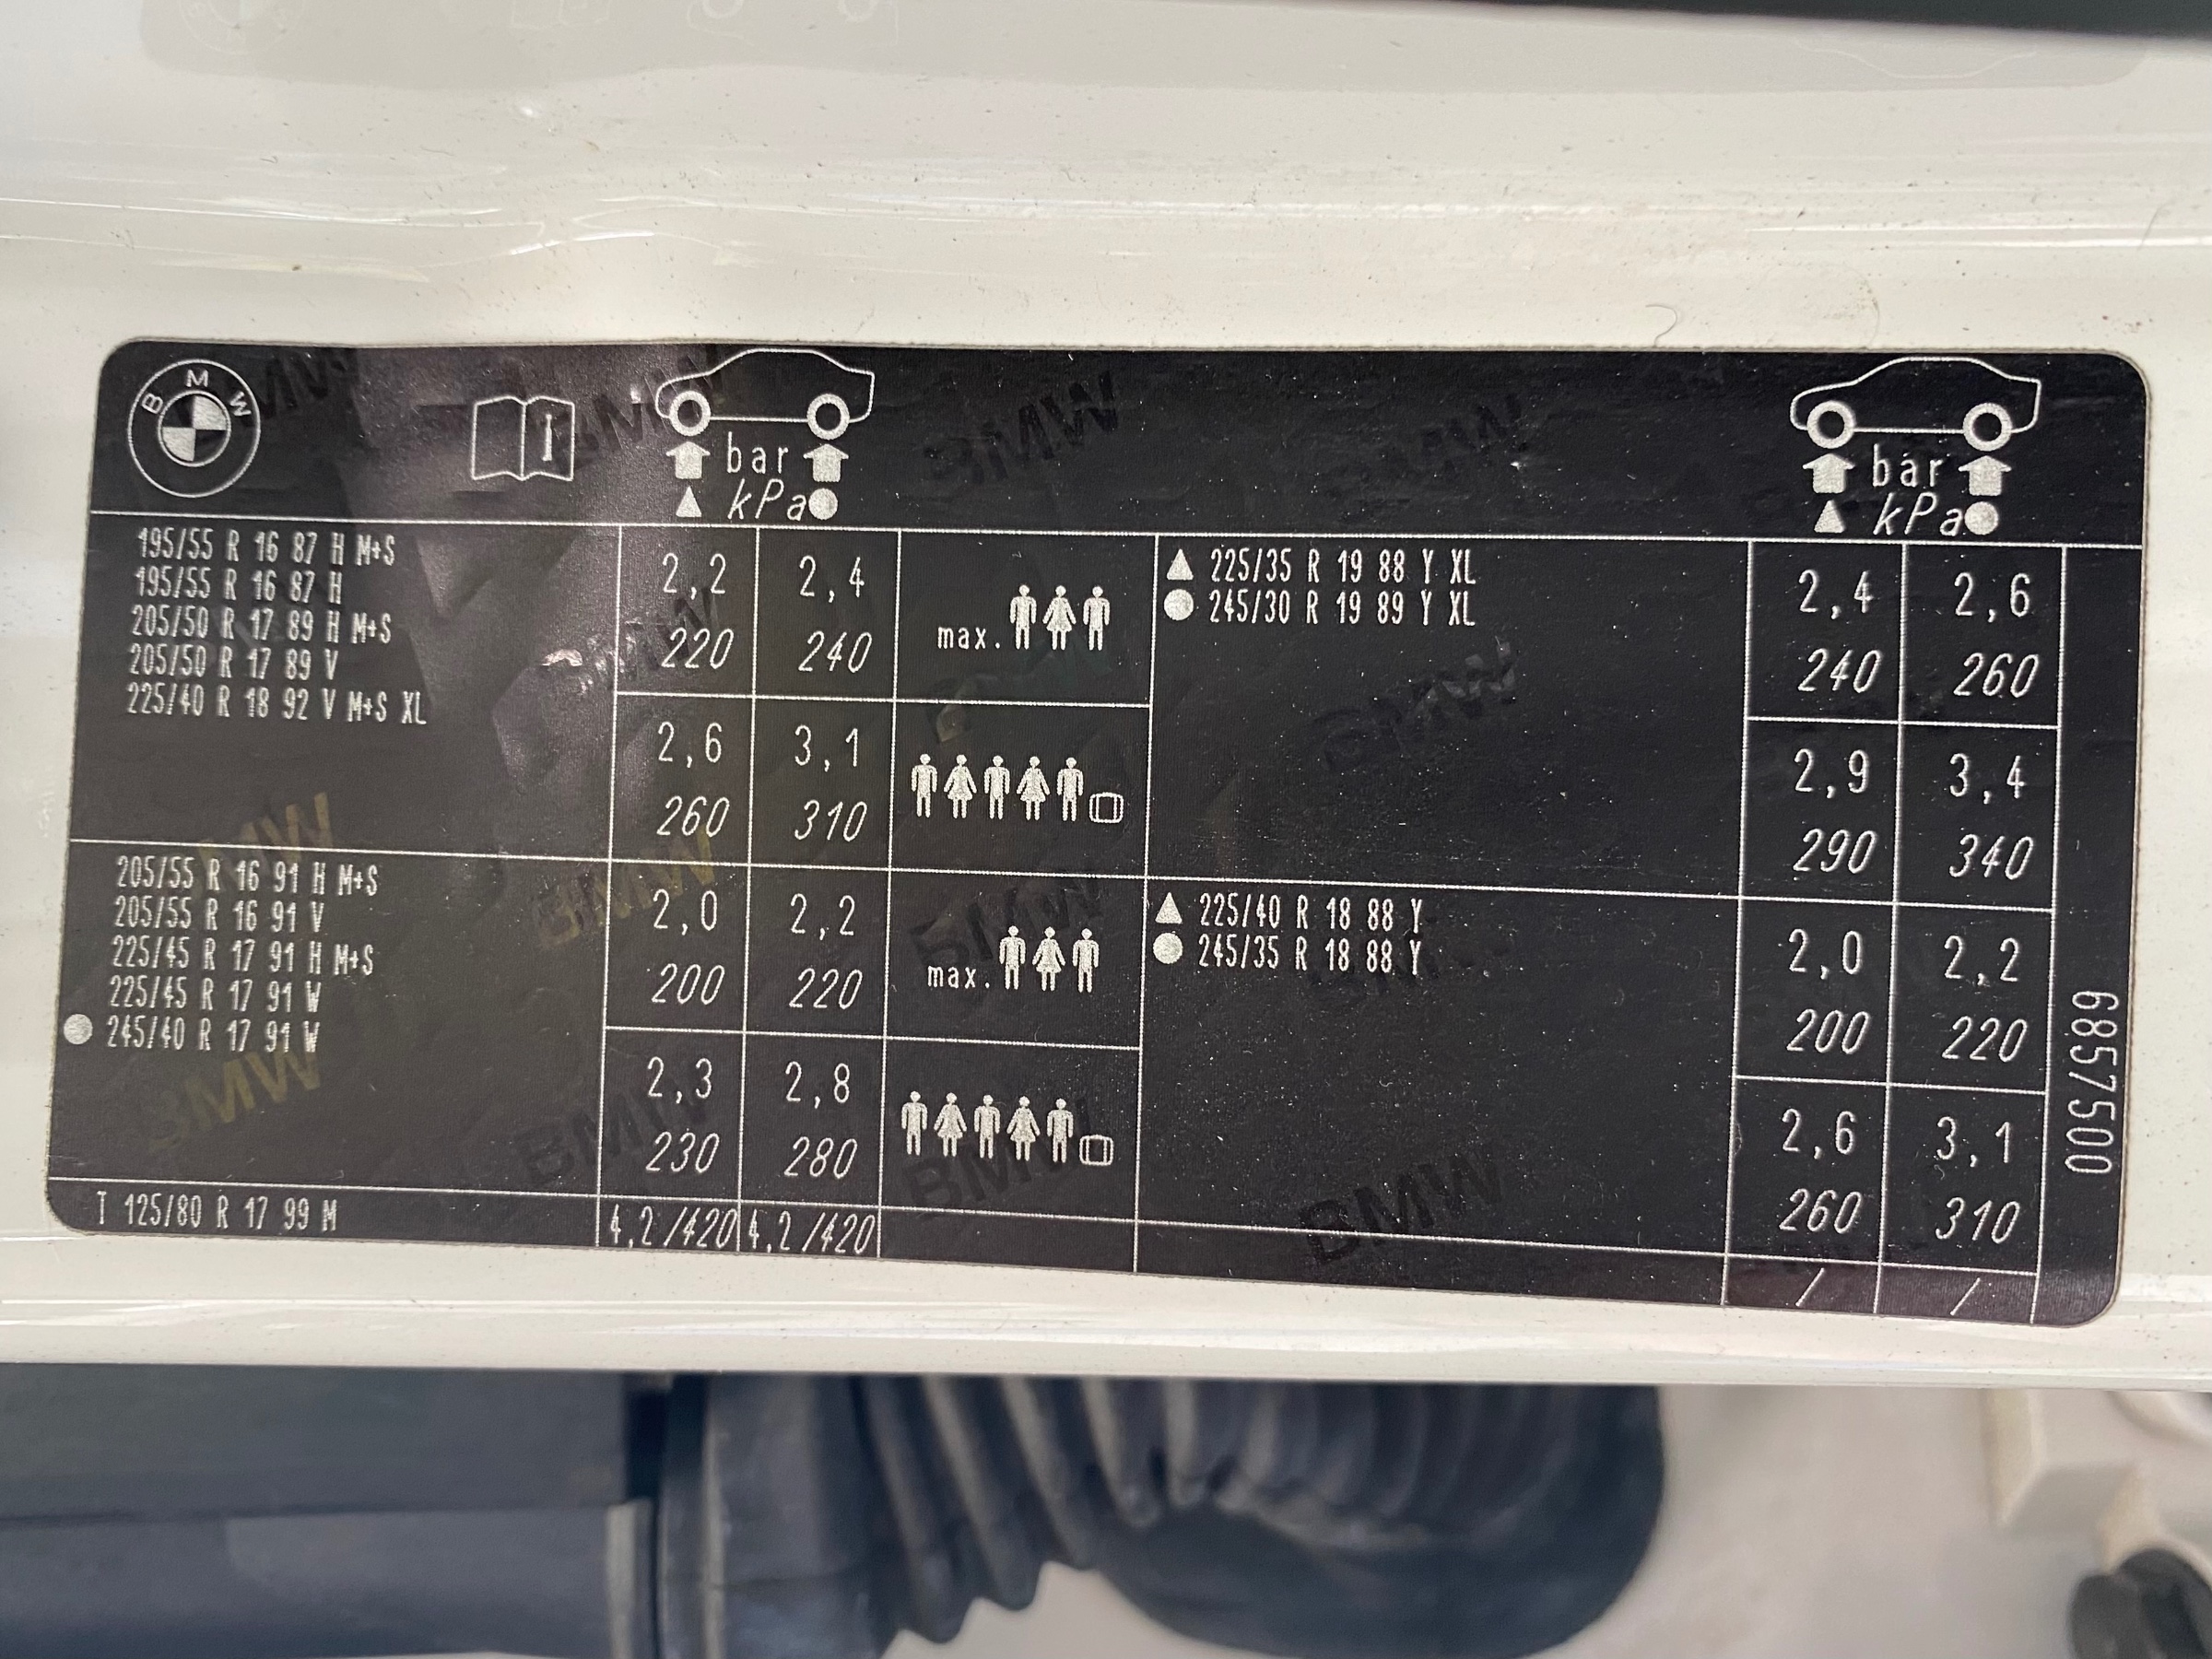 BMW
i
bar
kPa
bar
kPa
195/55 R 16 87 H M+S
195/55 R 16 87 H
205/50 R 17 89 H M+S
205/50 R 17 89 V
225/40 R 18 92 V M+S XL
2,2 2,4
220 240
max.
2,6 3,1
260 310
225/35 R 19 88 Y XL
245/30 R 19 89 Y XL
2,4 2,6
240 260
2,9 3,4
290 340
205/55 R 16 91 H M+S
205/55 R 16 91 V
225/45 R 17 91 H M+S
225/45 R 17 91 W
245/40 R 17 91 W
2,0 2,2
200 220
max.
2,3 2,8
230 280
225/40 R 18 88 Y
245/35 R 18 88 Y
2,0 2,2
200 220
2,6 3,1
260 310
T 125/80 R 17 99 M
4,2/420 4,2/420
/ /
6857500